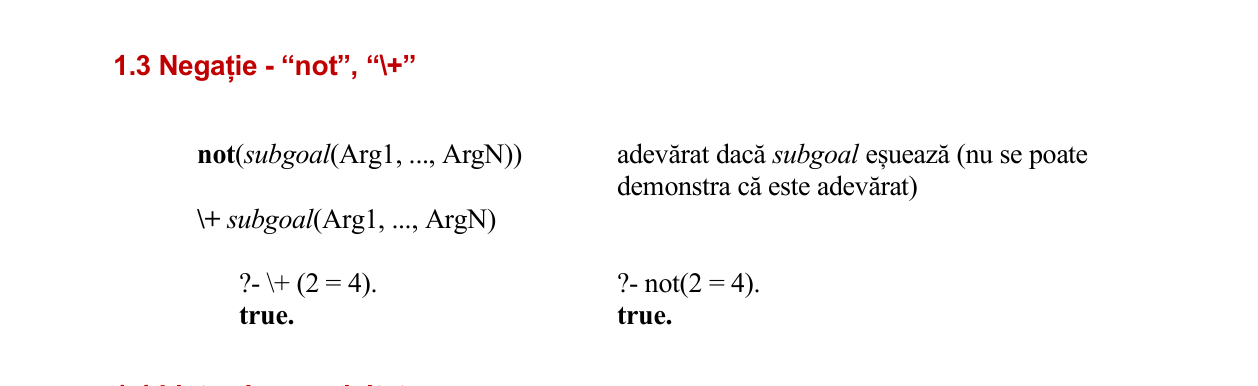 1.3 Negație - “not”, “\+”
not(subgoal(Arg1, ..., ArgN))
adevărat dacă subgoal eșuează (nu se poate
demonstra că este adevărat)
\+ subgoal(Arg1, ..., ArgN)
?- \+ (2 = 4).
true.
?- not(2 = 4).
true.